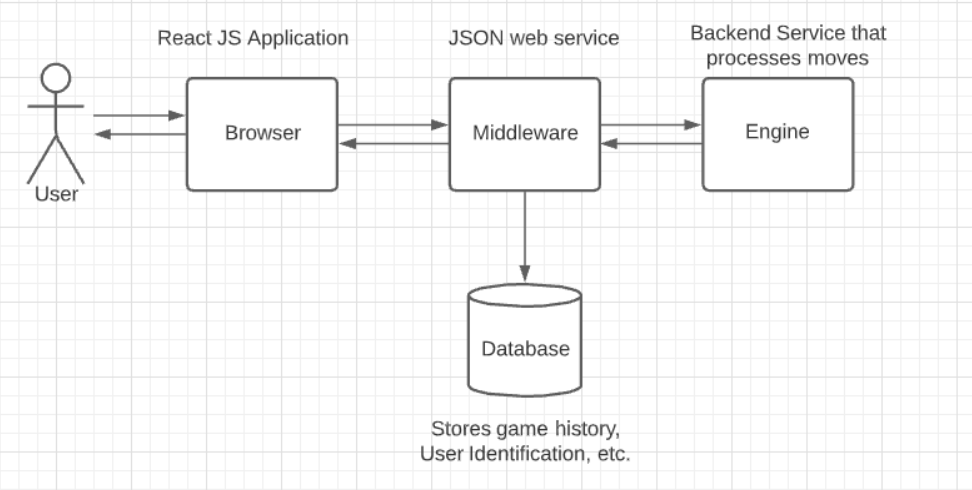 React JS Application
JSON web service
Backend Service that
processes moves
Browser
Middleware
Engine
User
Database
Stores game history,
User Identification, etc.